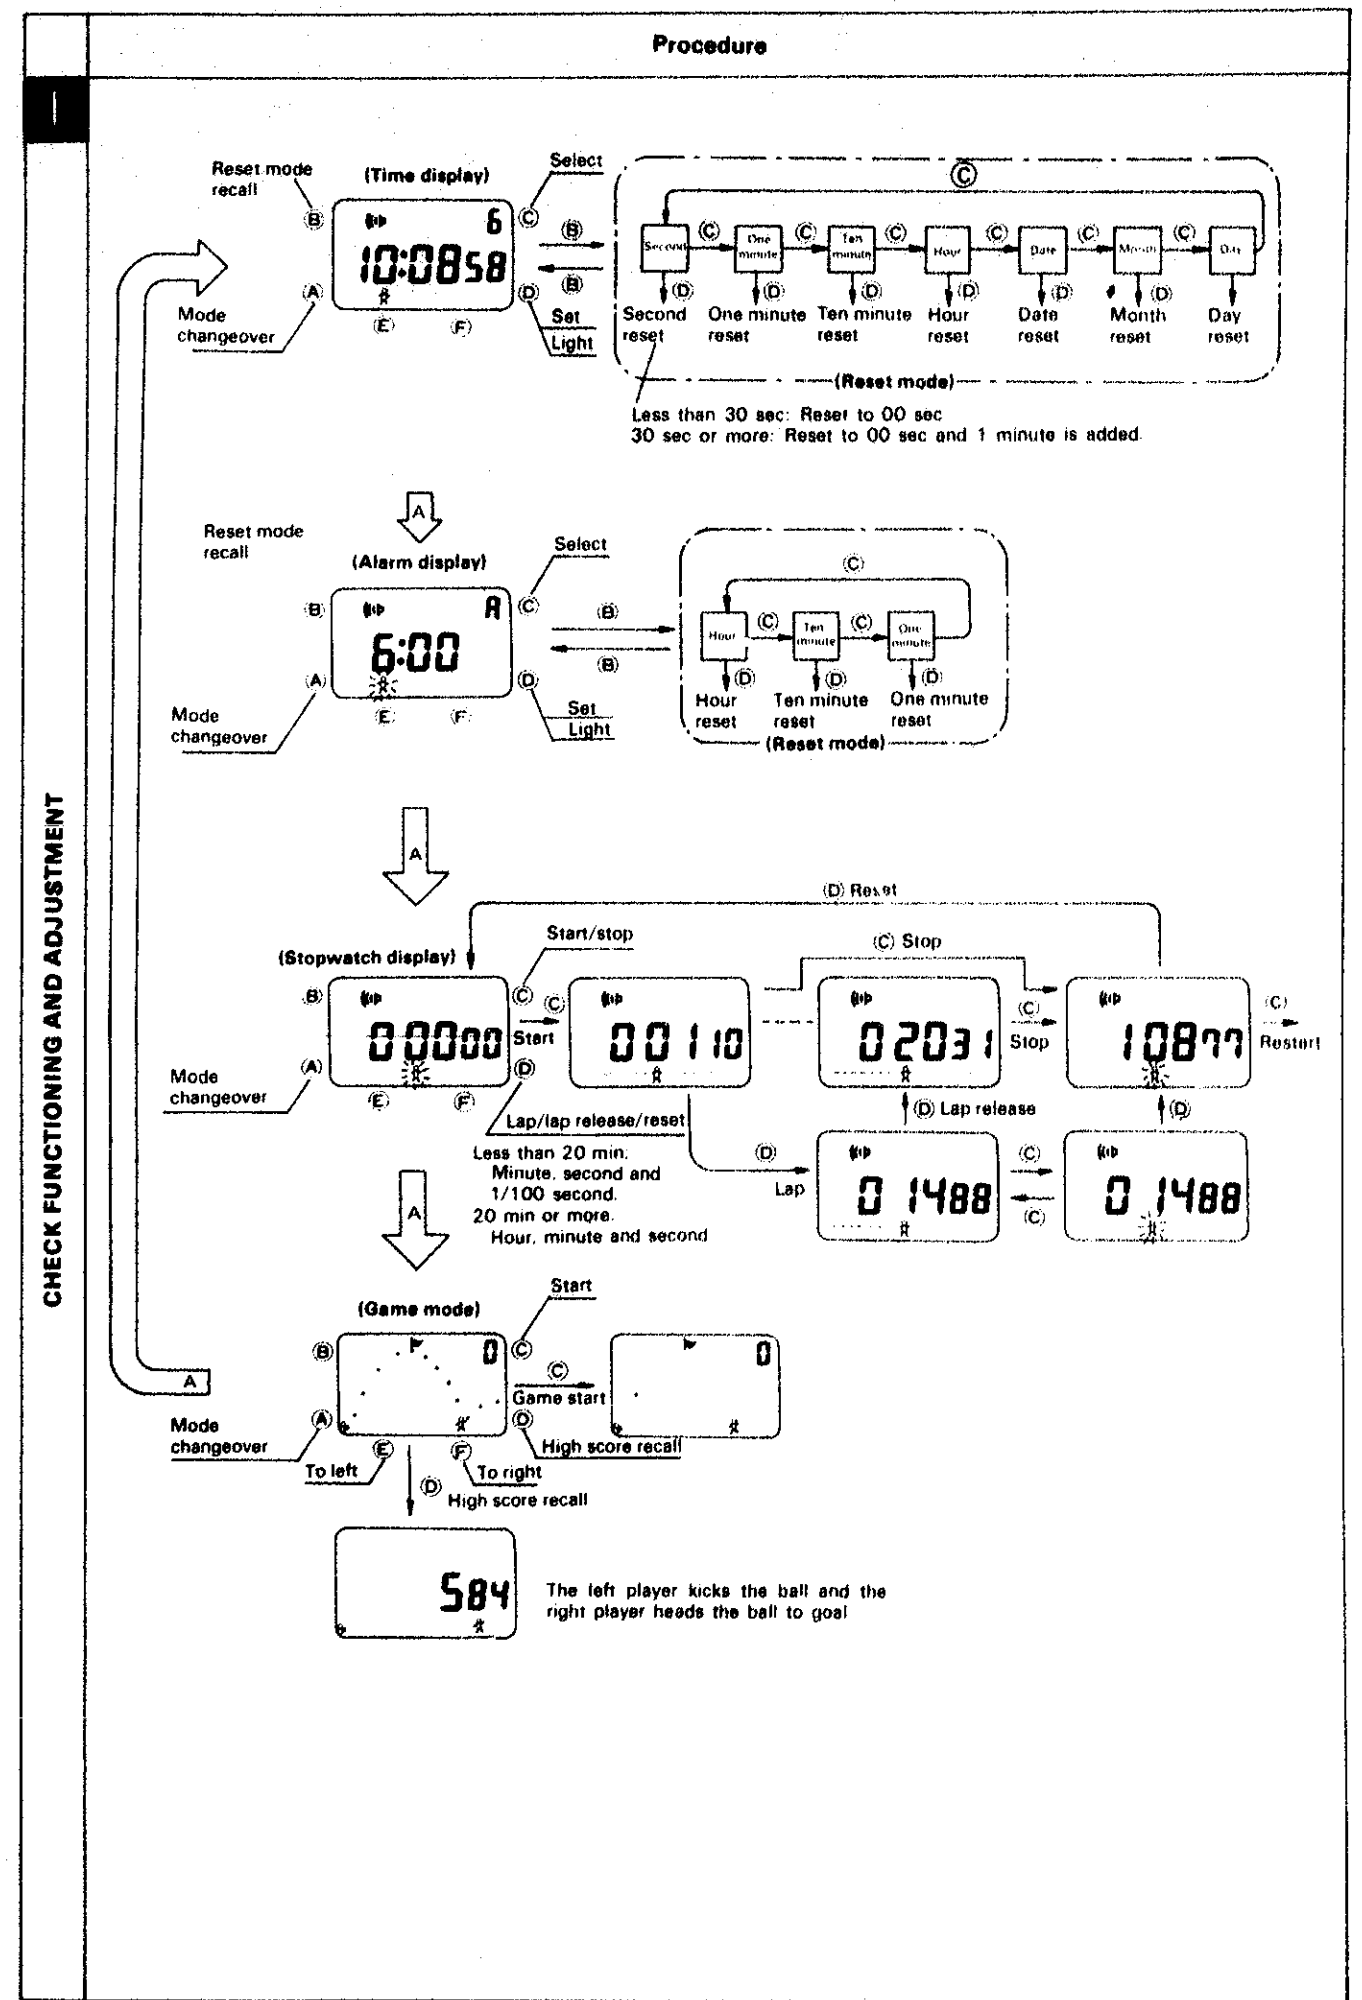 Procedure
I
CHECK FUNCTIONING AND ADJUSTMENT
Reset mode
recall
(Time display)
Select
B
6
C
10:08 58
A
D
E
F
Mode
changeover
Set
Light
B
B
C
Second
C
One
minute
C
Ten
minute
C
Hour
C
Date
C
Month
C
Day
D
D
D
D
D
D
Second
reset
One minute
reset
Ten minute
reset
Hour
reset
Date
reset
Month
reset
Day
reset
(Reset mode)
Less than 30 sec: Reset to 00 sec
30 sec or more: Reset to 00 sec and 1 minute is added.
A
Reset mode
recall
(Alarm display)
Select
B
A
C
6:00
A
D
E
F
Mode
changeover
Set
Light
B
B
C
Hour
C
Ten
minute
C
One
minute
D
D
D
Hour
reset
Ten minute
reset
One minute
reset
(Reset mode)
A
(D) Reset
(Stopwatch display)
Start/stop
(C) Stop
B
C
0 00 00
A
D
E
F
Mode
changeover
C
Start
0 01 10
0 20 31
(C)
Stop
1 08 77
(C)
Restert
Lap/lap release/reset
Less than 20 min:
Minute, second and
1/100 second.
20 min or more.
Hour, minute and second
D
Lap
(D) Lap release
0 14 88
C
C
0 14 88
D
A
(Game mode)
Start
B
0
C
C
Game start
0
A
A
D
E
F
Mode
changeover
High score recall
To left
To right
D
High score recall
584
The left player kicks the ball and the
right player heads the ball to goal